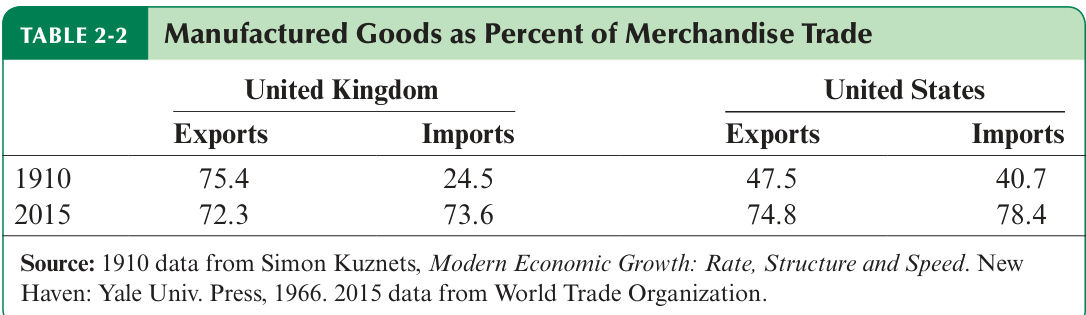 TABLE 2-2 Manufactured Goods as Percent of Merchandise Trade
United Kingdom United States
Exports Imports Exports Imports
1910 75.4 24.5 47.5 40.7
2015 72.3 73.6 74.8 78.4
Source: 1910 data from Simon Kuznets, Modern Economic Growth: Rate, Structure and Speed. New
Haven: Yale Univ. Press, 1966. 2015 data from World Trade Organization.